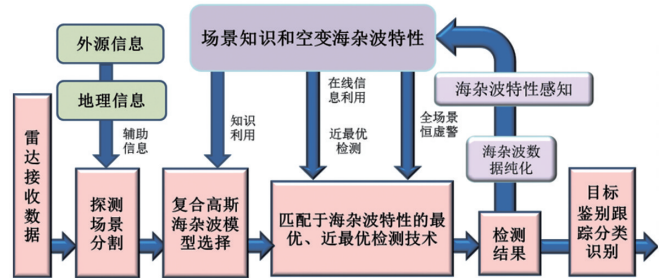 外源信息
地理信息
辅助
信息
场景知识和空变海杂波特性
知识
利用
在线信
息利用
近最优
检测
全场景
恒虚警
海杂波特性感知
海杂波数
据纯化
雷
达
接
收
数
据
探测
场景
分割
复合高斯
海杂波模
型选择
匹配于海杂波特性的最
优、近最优检测技术
检测
结果
目标
鉴别跟
踪分类
识别